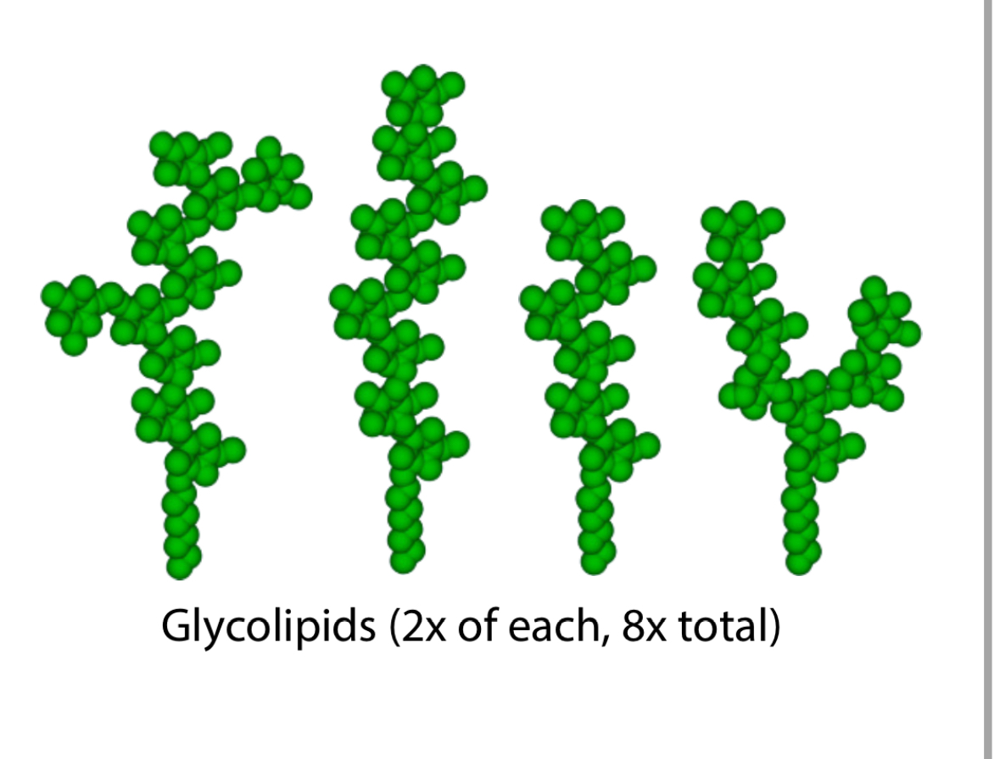 Glycolipids (2x of each, 8x total)